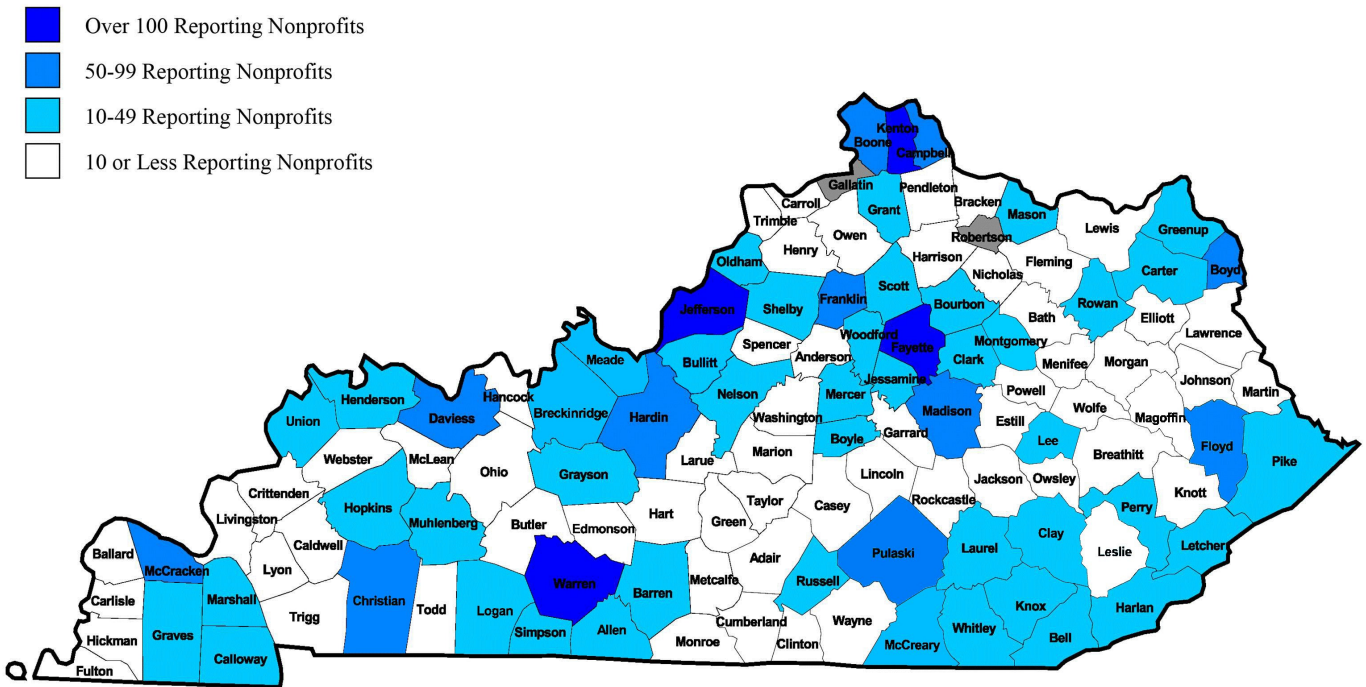 Over 100 Reporting Nonprofits
50-99 Reporting Nonprofits
10-49 Reporting Nonprofits
10 or Less Reporting Nonprofits
Kenton
Boone
Campbell
Gallatin
Pendleton
Carroll
Grant
Bracken
Mason
Trimble
Lewis
Owen
Robertson
Greenup
Henry
Harrison
Oldham
Fleming
Nicholas
Carter
Boyd
Scott
Franklin
Rowan
Bourbon
Jefferson
Shelby
Bath
Elliott
Woodford
Lawrence
Montgomery
Spencer
Fayette
Anderson
Clark
Meade
Bullitt
Menifee
Morgan
Jessamine
Johnson
Powell
Martin
Nelson
Mercer
Hancock
Henderson
Wolfe
Breckinridge
Madison
Hardin
Washington
Magoffin
Daviess
Union
Estill
Garrard
Boyle
Lee
Floyd
Marion
Breathitt
Webster
McLean
Larue
Pike
Ohio
Lincoln
Grayson
Jackson
Owsley
Knott
Crittenden
Taylor
Rockcastle
Casey
Hopkins
Perry
Hart
Livingston
Green
Muhlenberg
Butler
Edmonson
Clay
Caldwell
Letcher
Laurel
Leslie
Ballard
Pulaski
Adair
Lyon
McCracken
Metcalfe
Russell
Warren
Barren
Marshall
Carlisle
Christian
Knox
Harlan
Todd
Logan
Trigg
Cumberland
Wayne
Whitley
Allen
Simpson
Graves
Bell
Hickman
Monroe
Clinton
McCreary
Calloway
Fulton